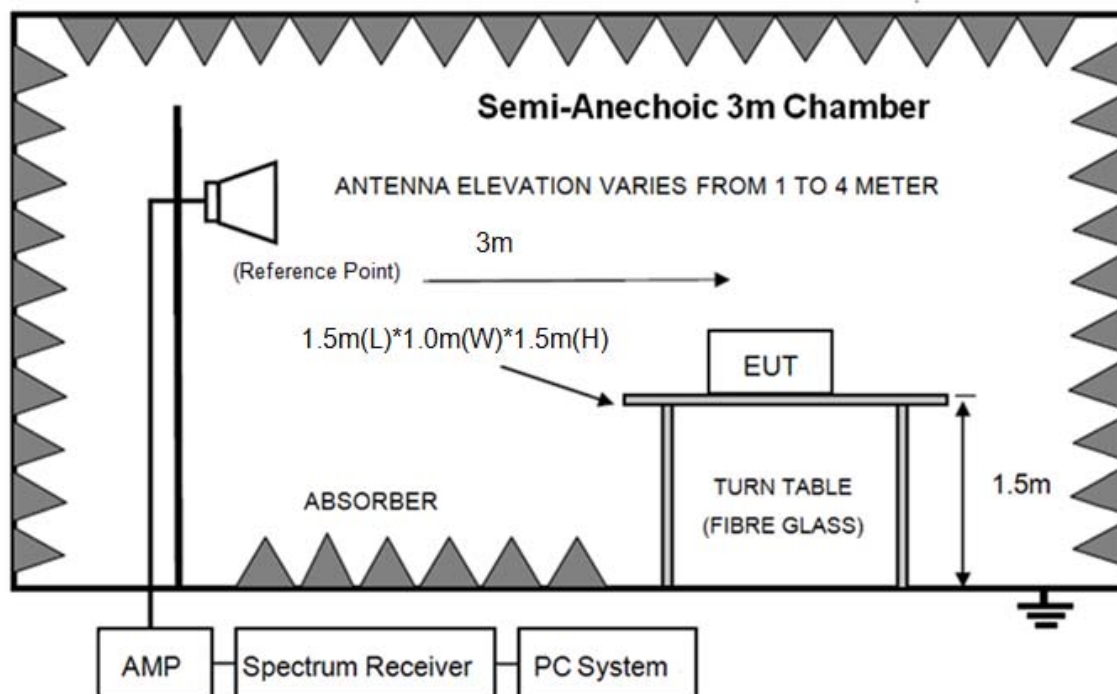 Semi-Anechoic 3m Chamber
ANTENNA ELEVATION VARIES FROM 1 TO 4 METER
3m
(Reference Point)
1.5m(L)*1.0m(W)*1.5m(H)
EUT
ABSORBER
TURN TABLE
(FIBRE GLASS)
1.5m
AMP
Spectrum Receiver
PC System